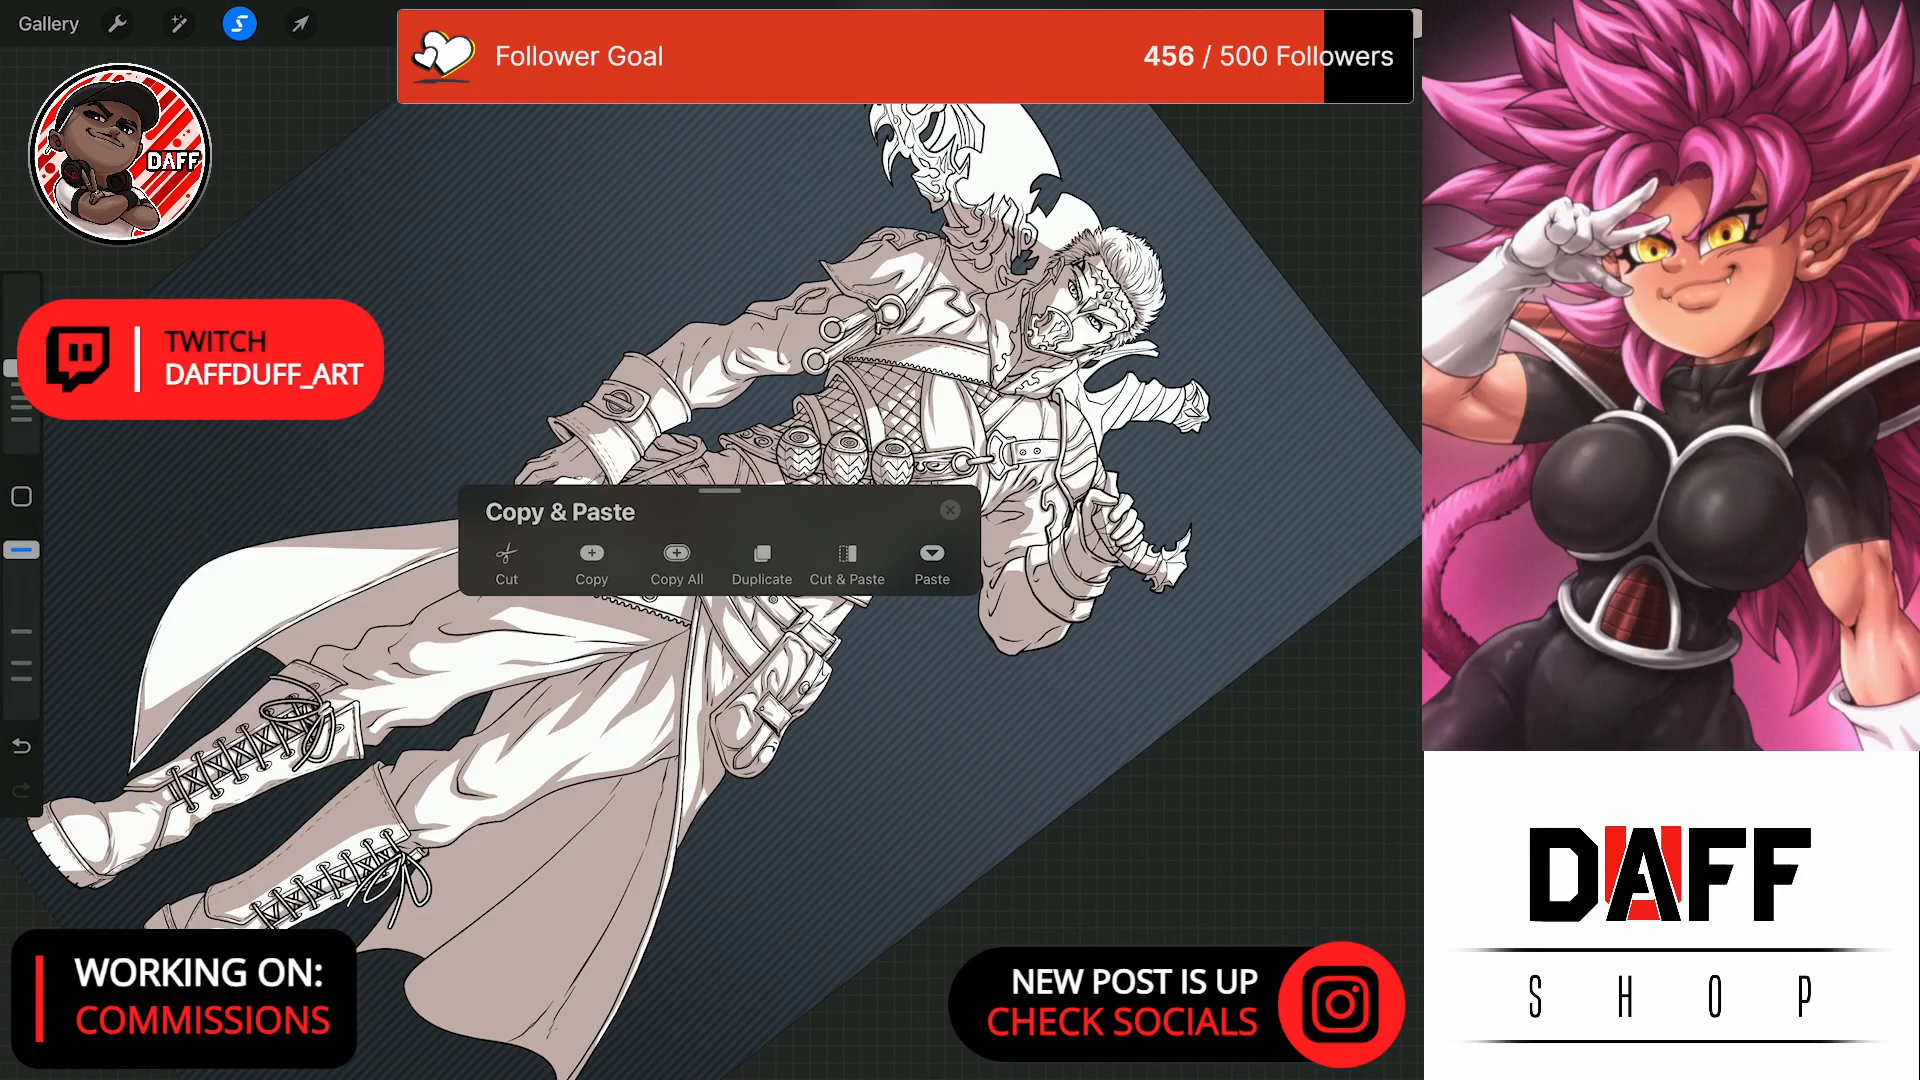 Gallery
Follower Goal
456 / 500 Followers
DAFF
TWITCH
DAFFDUFF_ART
Copy & Paste
Cut
Copy
Copy All
Duplicate
Cut & Paste
Paste
WORKING ON:
COMMISSIONS
NEW POST IS UP
CHECK SOCIALS
DAFF
SHOP